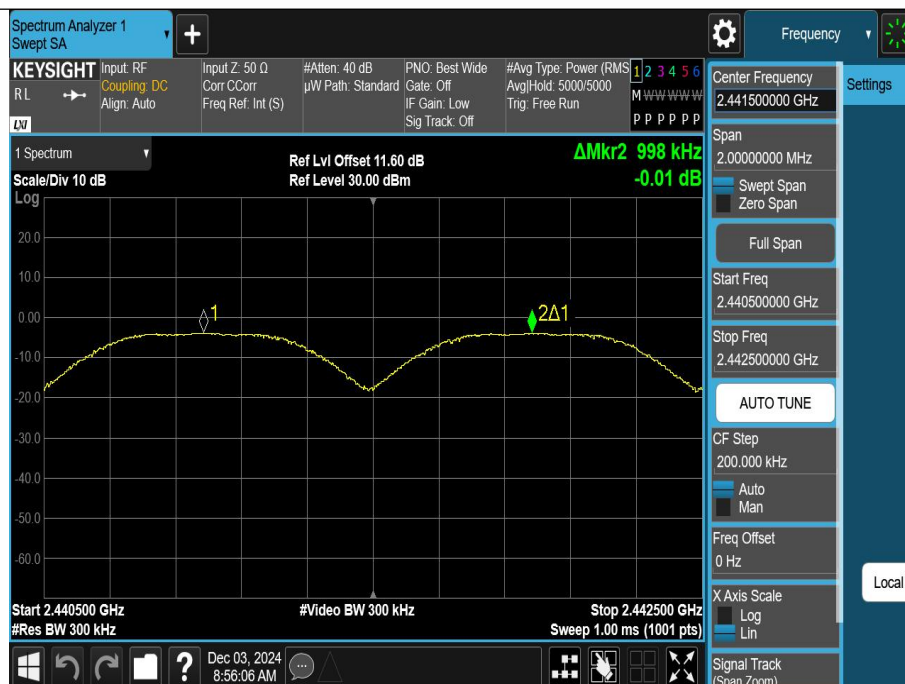 Spectrum Analyzer 1
Swept SA
+
Frequency
KEYSIGHT
RL
LXI
Input: RF
Coupling: DC
Align: Auto
Input Z: 50 Ω
Corr CCorr
Freq Ref: Int (S)
#Atten: 40 dB
µW Path: Standard
PNO: Best Wide
Gate: Off
IF Gain: Low
Sig Track: Off
#Avg Type: Power (RMS
Avg|Hold: 5000/5000
Trig: Free Run
1 2 3 4 5 6
M W W W W W
P P P P P P
1 Spectrum
Scale/Div 10 dB
Log
Ref Lvl Offset 11.60 dB
Ref Level 30.00 dBm
ΔMkr2 998 kHz
-0.01 dB
20.0
10.0
0.00
-10.0
-20.0
-30.0
-40.0
-50.0
-60.0
1
2Δ1
Start 2.440500 GHz
#Res BW 300 kHz
#Video BW 300 kHz
Stop 2.442500 GHz
Sweep 1.00 ms (1001 pts)
Center Frequency
2.441500000 GHz
Settings
Span
2.00000000 MHz
Swept Span
Zero Span
Full Span
Start Freq
2.440500000 GHz
Stop Freq
2.442500000 GHz
AUTO TUNE
CF Step
200.000 kHz
Auto
Man
Freq Offset
0 Hz
Local
X Axis Scale
Log
Lin
Signal Track
(Span Zoom)
?
Dec 03, 2024
8:56:06 AM